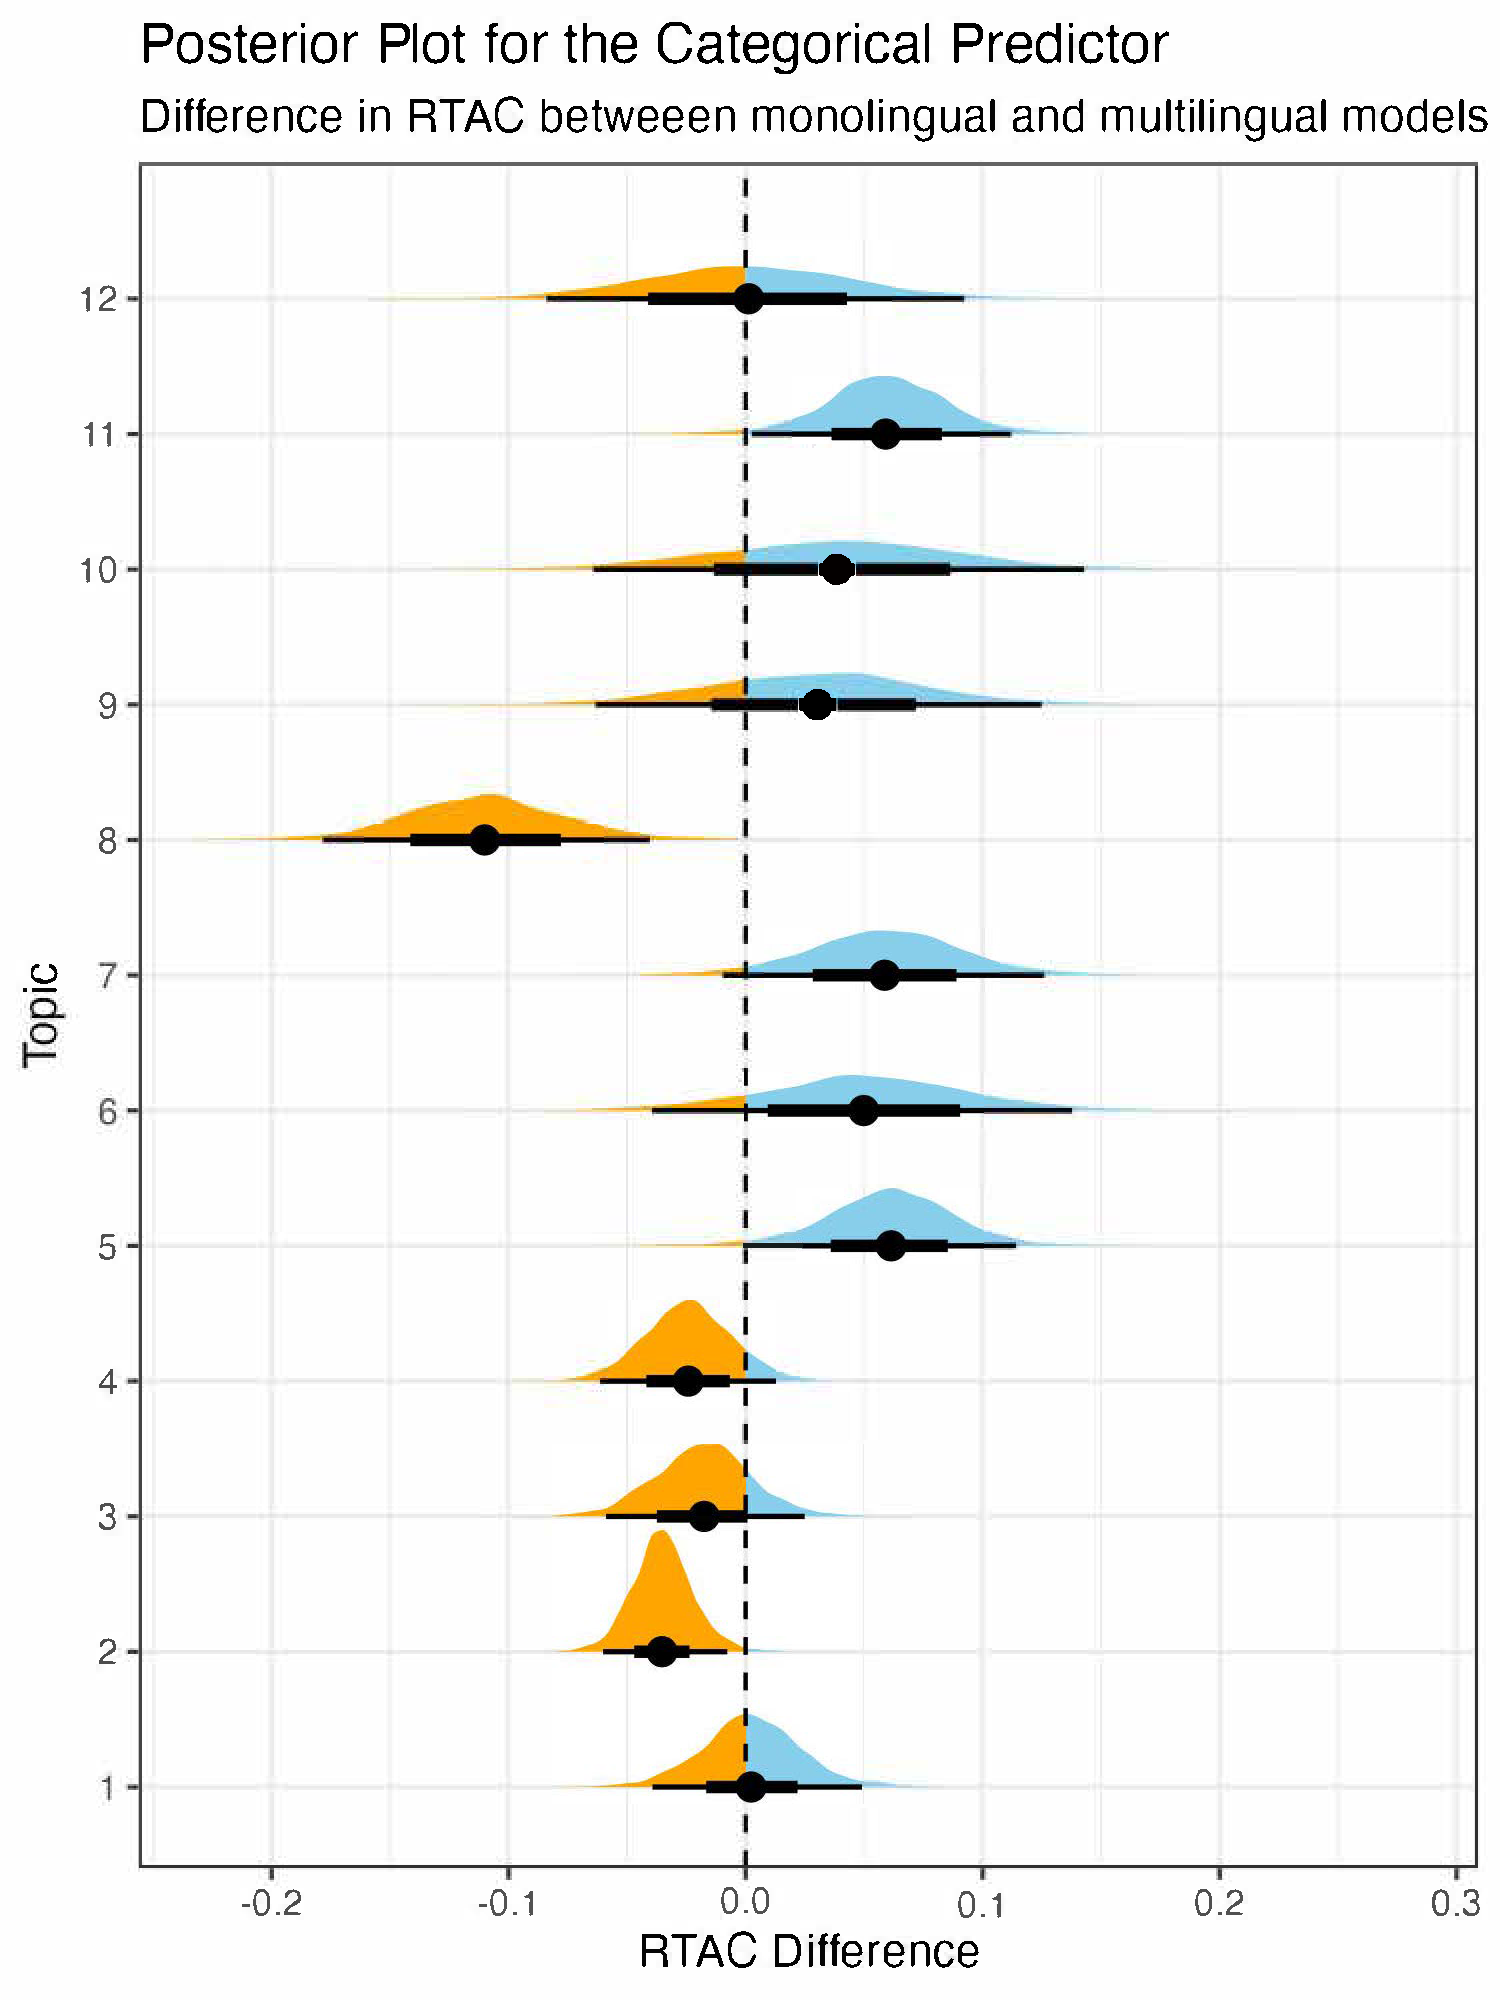 Posterior Plot for the Categorical Predictor
Difference in RTAC betweeen monolingual and multilingual models
12
11
10
9
8
7
6
5
4
3
2
1
Topic
-0.2 -0.1 0.0 0.1 0.2 0.3
RTAC Difference